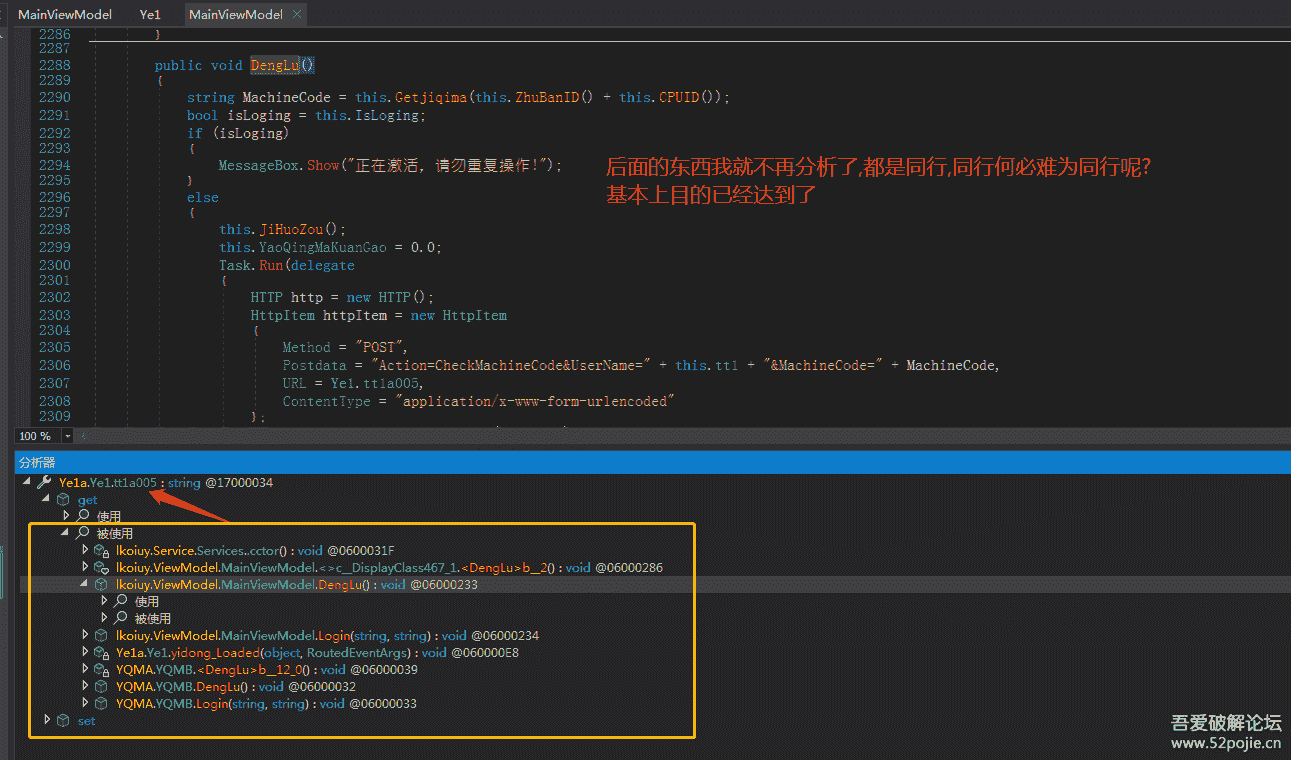 MainViewModel Ye1 MainViewModel
2286 }
2287
2288 public void DengLu()
2289 {
2290 string MachineCode = this.Getjiqima(this.ZhuBanID() + this.CPUID());
2291 bool isLoging = this.IsLoging;
2292 if (isLoging)
2293 {
2294 MessageBox.Show("正在激活, 请勿重复操作!");
2295 }
2296 else
2297 {
2298 this.JiHuoZou();
2299 this.YaoQingMaKuanGao = 0.0;
2300 Task.Run(delegate
2301 {
2302 HTTP http = new HTTP();
2303 HttpItem httpItem = new HttpItem
2304 {
2305 Method = "POST",
2306 Postdata = "Action=CheckMachineCode&UserName=" + this.tt1 + "&MachineCode=" + MachineCode,
2307 URL = Ye1.tt1a005,
2308 ContentType = "application/x-www-form-urlencoded"
2309 };
后面的东西我就不再分析了,都是同行,同行何必难为同行呢?
基本上目的已经达到了
100 %
分析器
Ye1a.Ye1.tt1a005 : string @17000034
get
使用
被使用
lkoiuy.Service.Services..cctor() : void @0600031F
lkoiuy.ViewModel.MainViewModel.<>c__DisplayClass467_1.<DengLu>b__2() : void @06000286
lkoiuy.ViewModel.MainViewModel.DengLu() : void @06000233
使用
被使用
lkoiuy.ViewModel.MainViewModel.Login(string, string) : void @06000234
Ye1a.Ye1.yidong_Loaded(object, RoutedEventArgs) : void @060000E8
YQMA.YQMB.<DengLu>b__12_0() : void @06000039
YQMA.YQMB.DengLu() : void @06000032
YQMA.YQMB.Login(string, string) : void @06000033
set
吾爱破解论坛
www.52pojie.cn